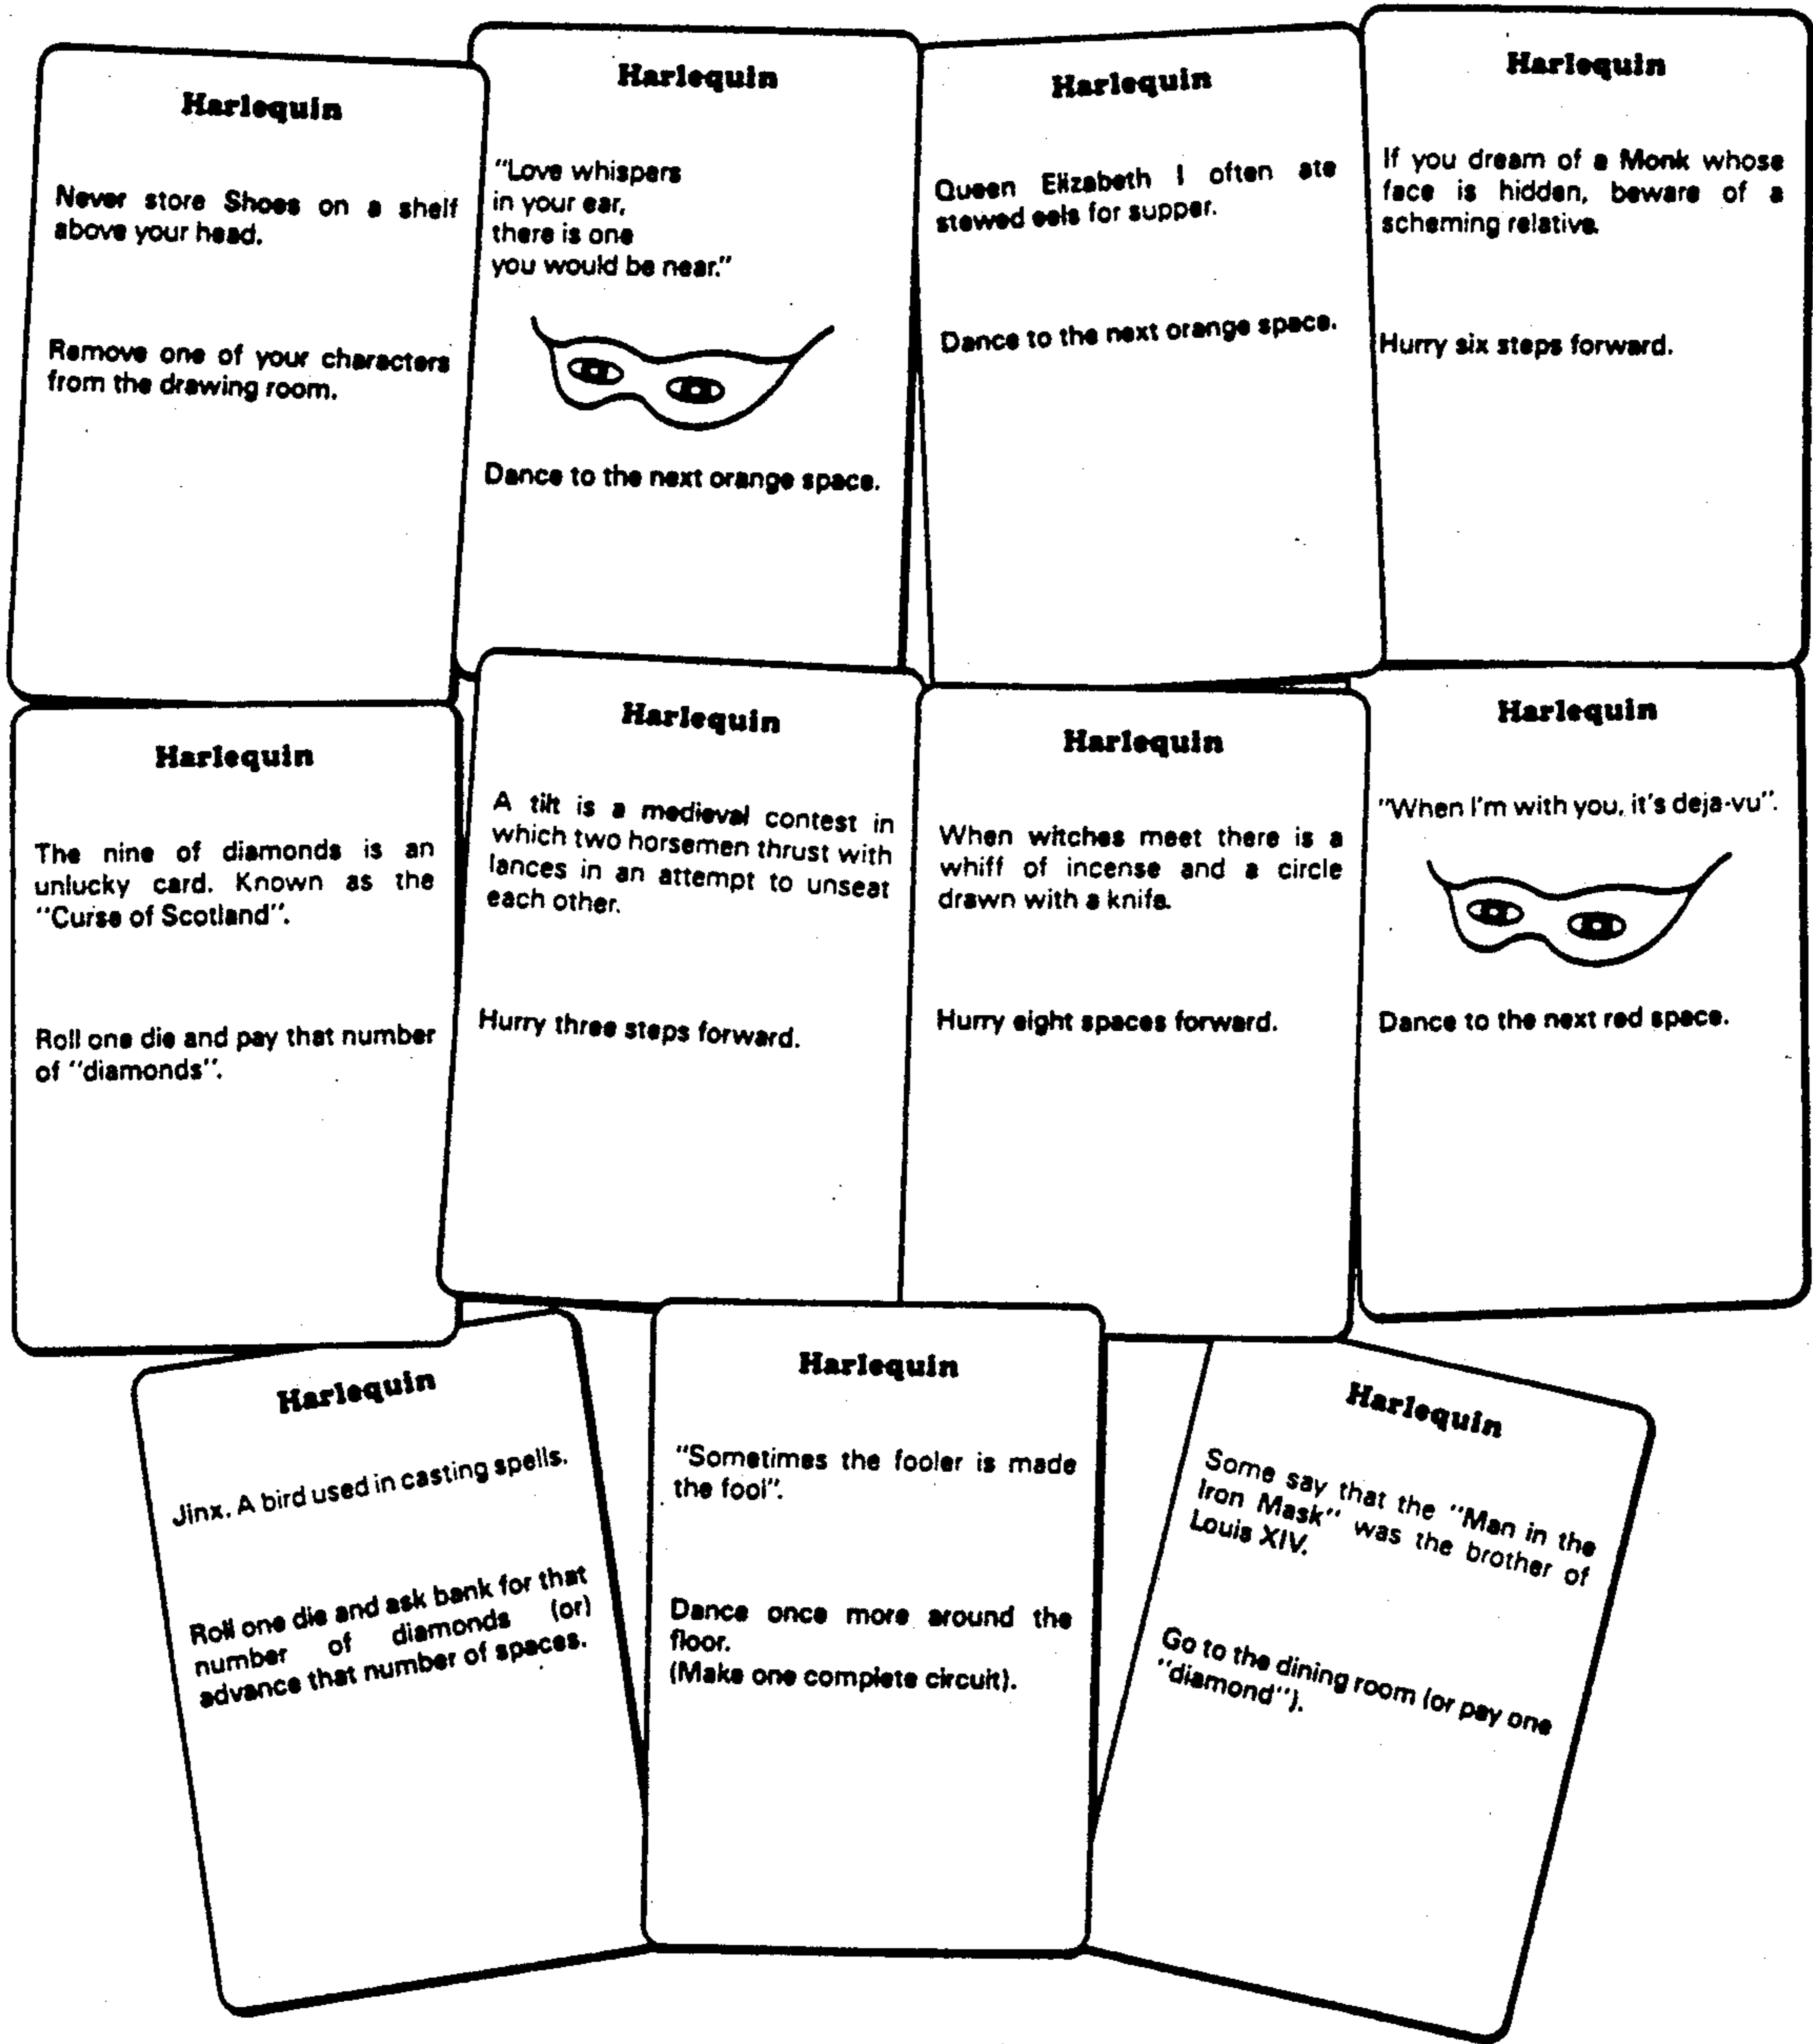 Harlequin
Never store Shoes on a shelf
above your head.
Remove one of your characters
from the drawing room.
Harlequin
"Love whispers
in your ear,
there is one
you would be near."
Dance to the next orange space.
Harlequin
Queen Elizabeth I often ate
stewed eels for supper.
Dance to the next orange space.
Harlequin
If you dream of a Monk whose
face is hidden, beware of a
scheming relative.
Hurry six steps forward.
Harlequin
The nine of diamonds is an
unlucky card. Known as the
"Curse of Scotland".
Roll one die and pay that number
of "diamonds".
Harlequin
A tilt is a medieval contest in
which two horsemen thrust with
lances in an attempt to unseat
each other.
Hurry three steps forward.
Harlequin
When witches meet there is a
whiff of incense and a circle
drawn with a knife.
Hurry eight spaces forward.
Harlequin
"When I'm with you, it's deja-vu".
Dance to the next red space.
Harlequin
Jinx. A bird used in casting spells.
Roll one die and ask bank for that
number of diamonds (or)
advance that number of spaces.
Harlequin
"Sometimes the fooler is made
the fool".
Dance once more around the
floor.
(Make one complete circuit).
Harlequin
Some say that the "Man in the
Iron Mask" was the brother of
Louis XIV.
Go to the dining room (or pay one
"diamond").